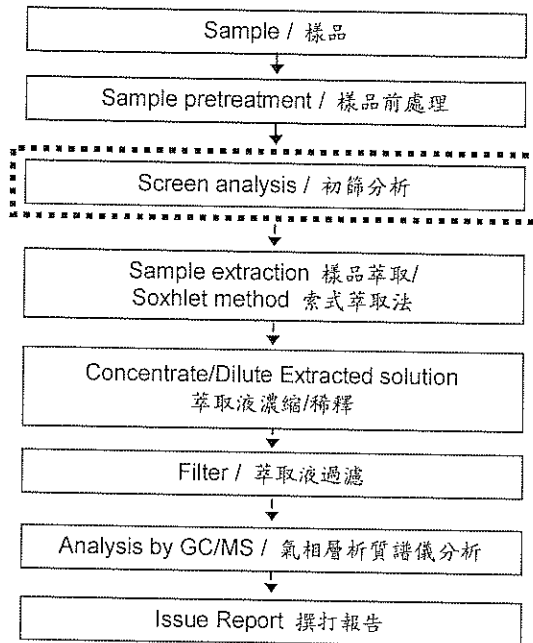 Sample / 樣品
Sample pretreatment / 樣品前處理
Screen analysis / 初篩分析
Sample extraction 樣品萃取/
Soxhlet method 索式萃取法
Concentrate/Dilute Extracted solution
萃取液濃縮/稀釋
Filter / 萃取液過濾
Analysis by GC/MS / 氣相層析質譜儀分析
Issue Report 撰打報告